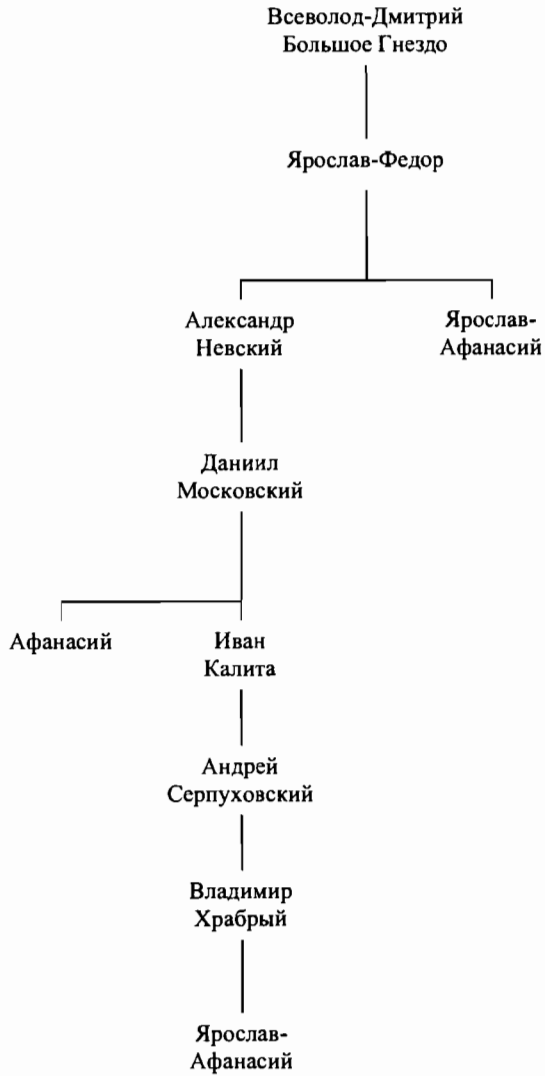 Всеволод-Дмитрий
Большое Гнездо
Ярослав-Федор
Александр
Невский
Ярослав-
Афанасий
Даниил
Московский
Афанасий
Иван
Калита
Андрей
Серпуховский
Владимир
Храбрый
Ярослав-
Афанасий